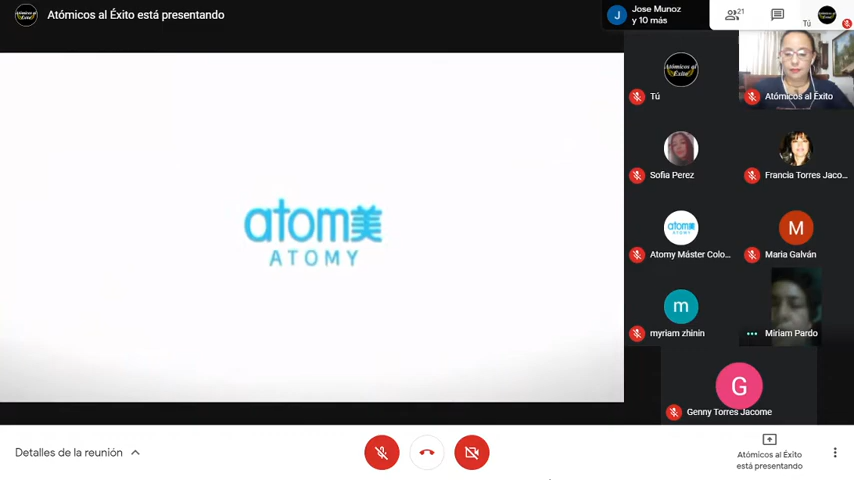 Atómicos al Éxito está presentando
Jose Munoz
y 10 más
21
Tú
Tú
Atómicos al Éxito
Sofia Perez
Francia Torres Jaco...
Atomy Máster Colo...
Maria Galván
myriam zhinin
Miriam Pardo
Genny Torres Jacome
atom美
ATOMY
J
M
m
G
Detalles de la reunión
Atómicos al Éxito
está presentando